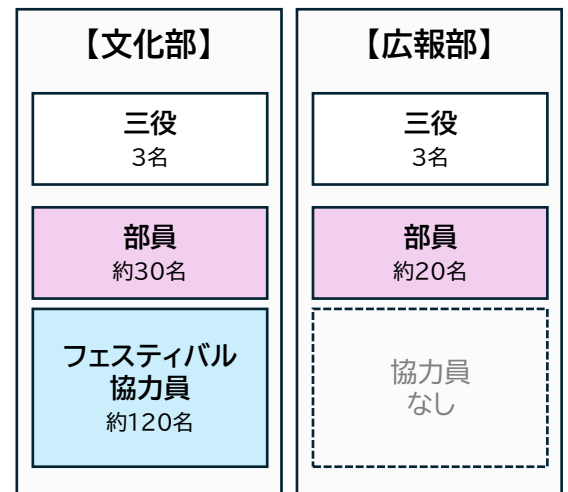 【文化部】
三役
3名
部員
約30名
フェスティバル
協力員
約120名
【広報部】
三役
3名
部員
約20名
協力員
なし